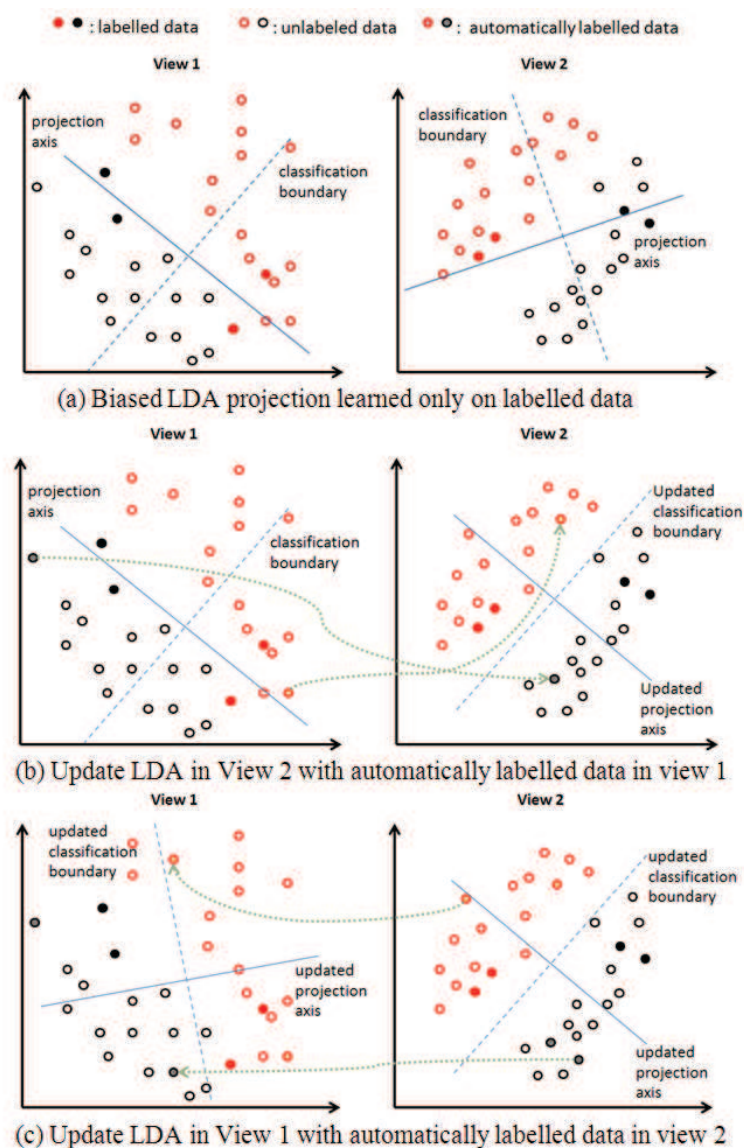 : labelled data : unlabeled data : automatically labelled data
View 1 View 2
projection
axis
classification
boundary
classification
boundary
projection
axis
(a) Biased LDA projection learned only on labelled data
View 1 View 2
projection
axis
classification
boundary
Updated
classification
boundary
Updated
projection
axis
(b) Update LDA in View 2 with automatically labelled data in view 1
View 1 View 2
updated
classification
boundary
updated
projection
axis
updated
classification
boundary
updated
projection
axis
(c) Update LDA in View 1 with automatically labelled data in view 2